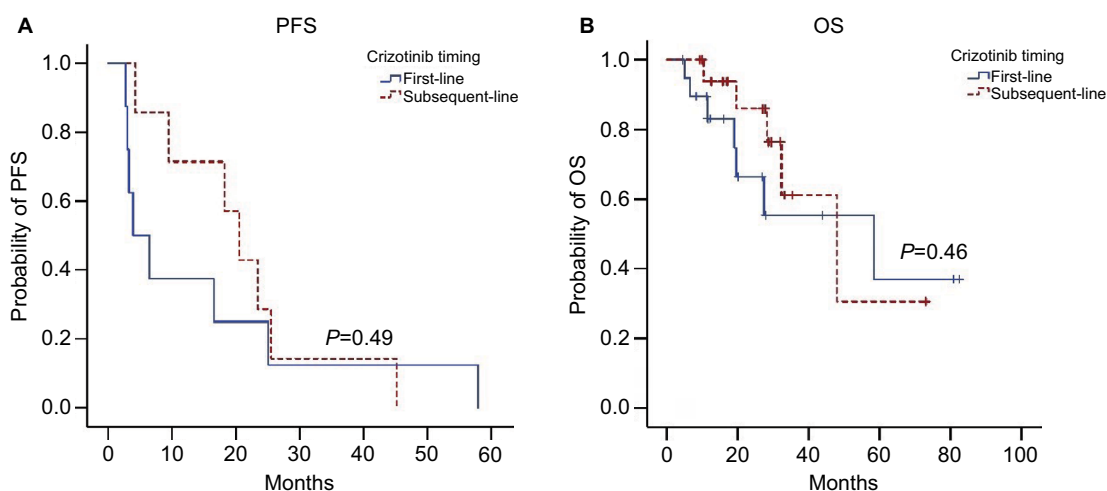 A
PFS
Crizotinib timing
First-line
Subsequent-line
1.0
0.8
0.6
0.4
0.2
0.0
Probability of PFS
P=0.49
0 10 20 30 40 50 60
Months
B
OS
Crizotinib timing
First-line
Subsequent-line
1.0
0.8
0.6
0.4
0.2
0.0
Probability of OS
P=0.46
0 20 40 60 80 100
Months